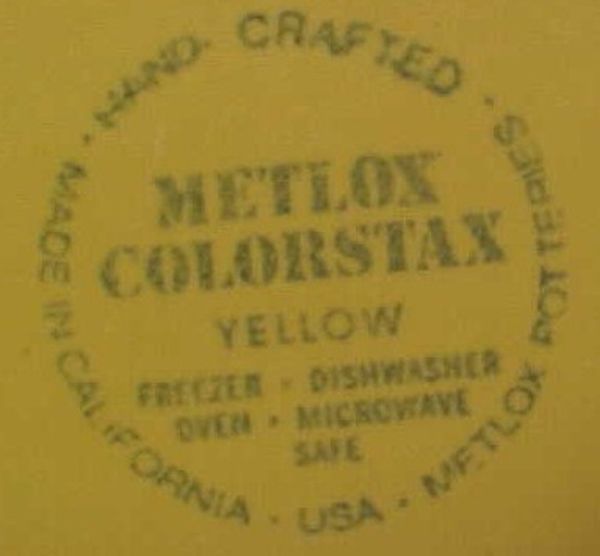 HAND CRAFTED · METLOX POTTERIES · MADE IN CALIFORNIA · USA
METLOX
COLORSTAX
YELLOW
FREEZER · DISHWASHER
OVEN · MICROWAVE
SAFE